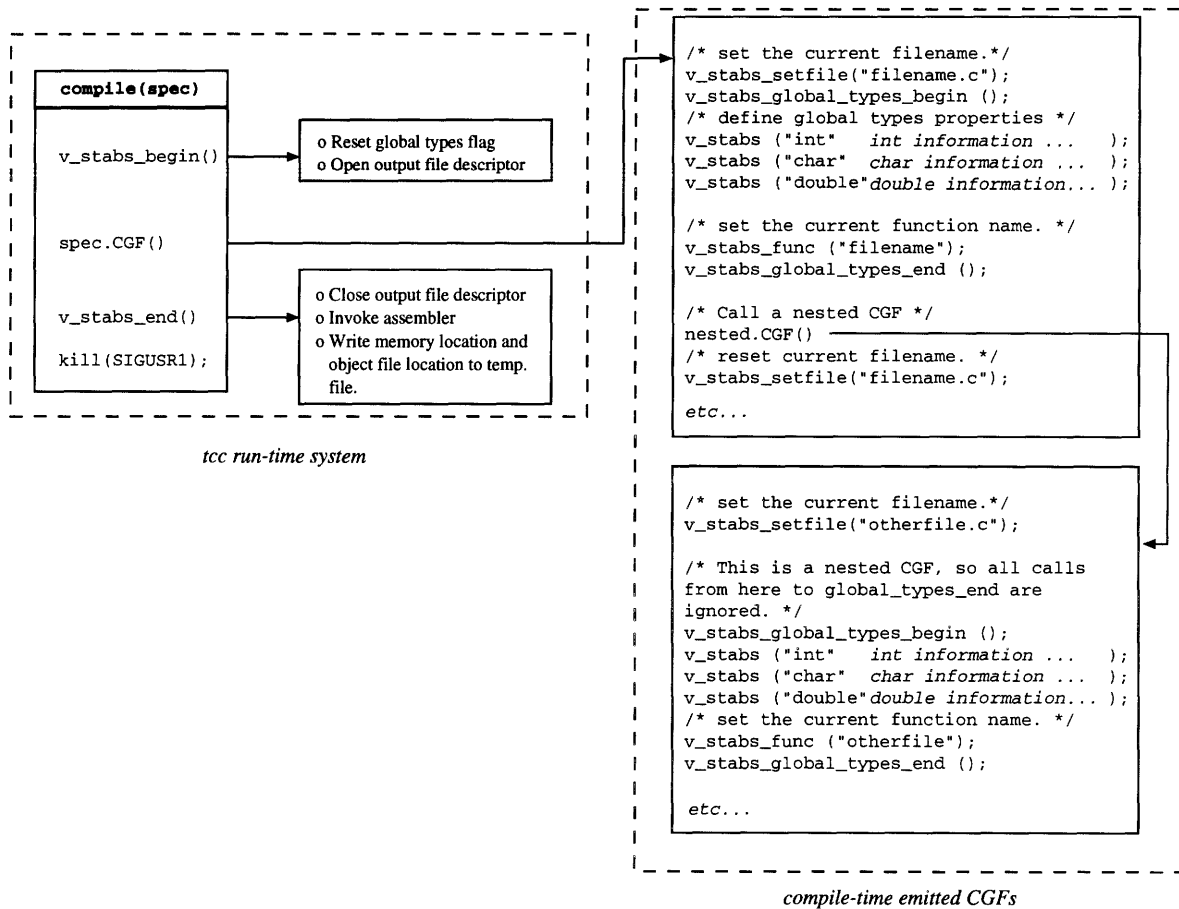 compile(spec)
v_stabs_begin()
o Reset global types flag
o Open output file descriptor
spec.CGF()
v_stabs_end()
o Close output file descriptor
o Invoke assembler
o Write memory location and
object file location to temp.
file.
kill(SIGUSR1);
tcc run-time system
/* set the current filename.*/
v_stabs_setfile("filename.c");
v_stabs_global_types_begin ();
/* define global types properties */
v_stabs ("int" int information ... );
v_stabs ("char" char information ... );
v_stabs ("double" double information... );
/* set the current function name. */
v_stabs_func ("filename");
v_stabs_global_types_end ();
/* Call a nested CGF */
nested.CGF()
/* reset current filename. */
v_stabs_setfile("filename.c");
etc...
/* set the current filename.*/
v_stabs_setfile("otherfile.c");
/* This is a nested CGF, so all calls
from here to global_types_end are
ignored. */
v_stabs_global_types_begin ();
v_stabs ("int" int information ... );
v_stabs ("char" char information ... );
v_stabs ("double" double information... );
/* set the current function name. */
v_stabs_func ("otherfile");
v_stabs_global_types_end ();
etc...
compile-time emitted CGFs